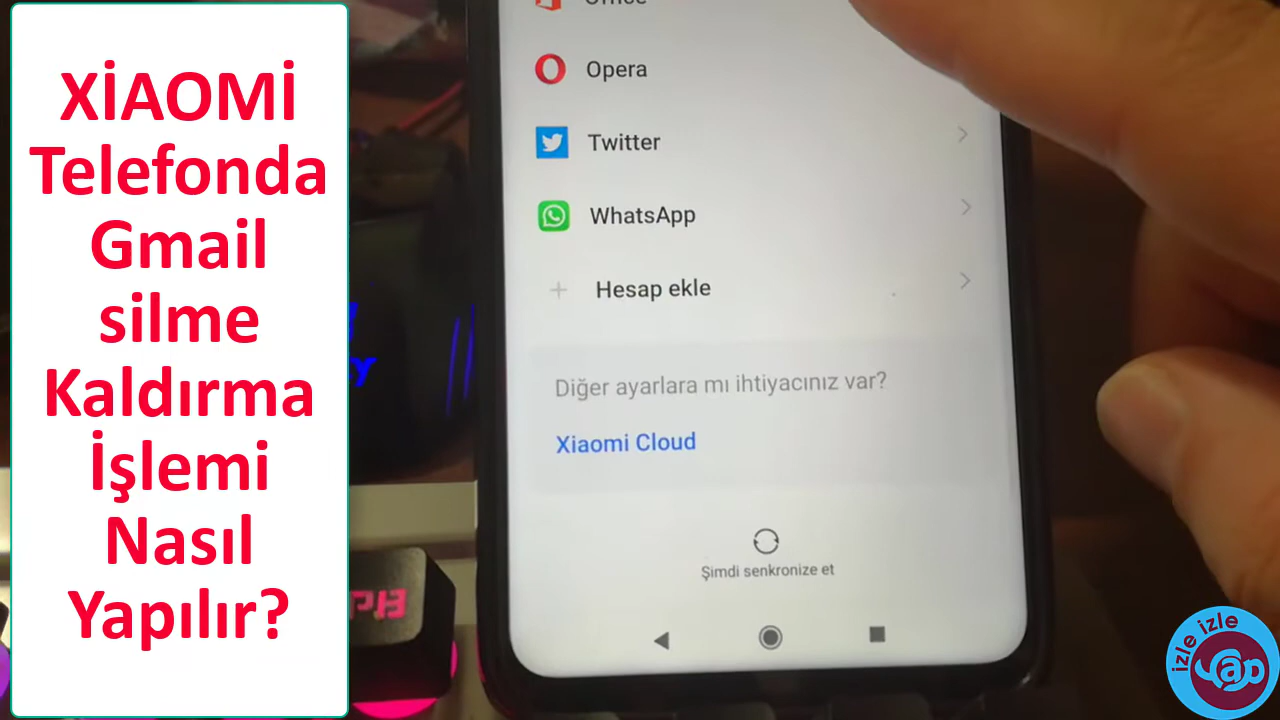 XİAOMİ
Telefonda
Gmail
silme
Kaldırma
İşlemi
Nasıl
Yapılır?
Office
Opera
Twitter
WhatsApp
Hesap ekle
Diğer ayarlara mı ihtiyacınız var?
Xiaomi Cloud
Şimdi senkronize et
izle izle
yap